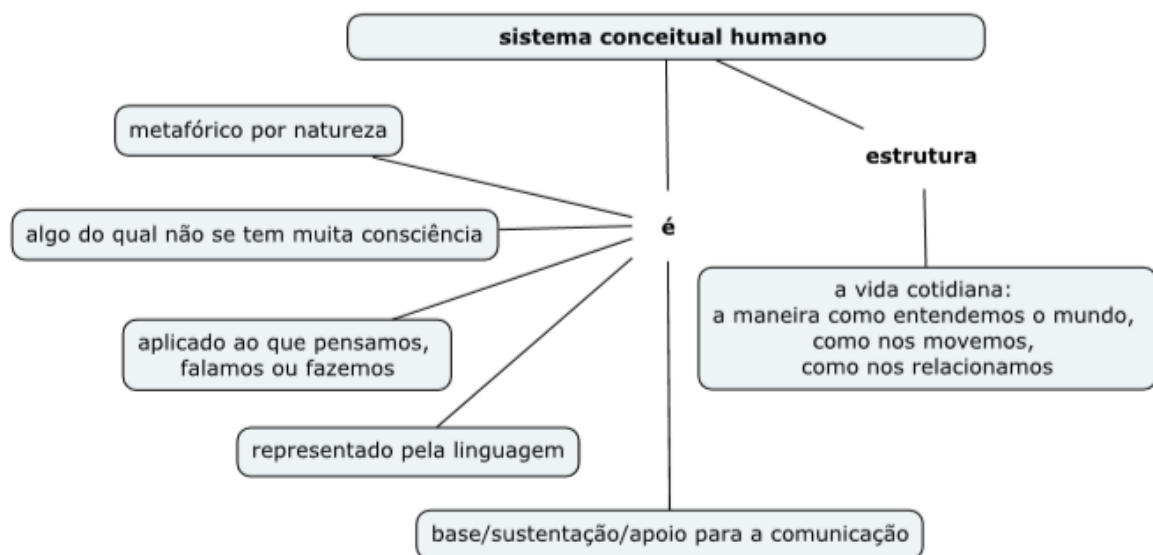 sistema conceitual humano
metafórico por natureza
estrutura
algo do qual não se tem muita consciência
é
a vida cotidiana:
a maneira como entendemos o mundo,
como nos movemos,
como nos relacionamos
aplicado ao que pensamos,
falamos ou fazemos
representado pela linguagem
base/sustentação/apoio para a comunicação